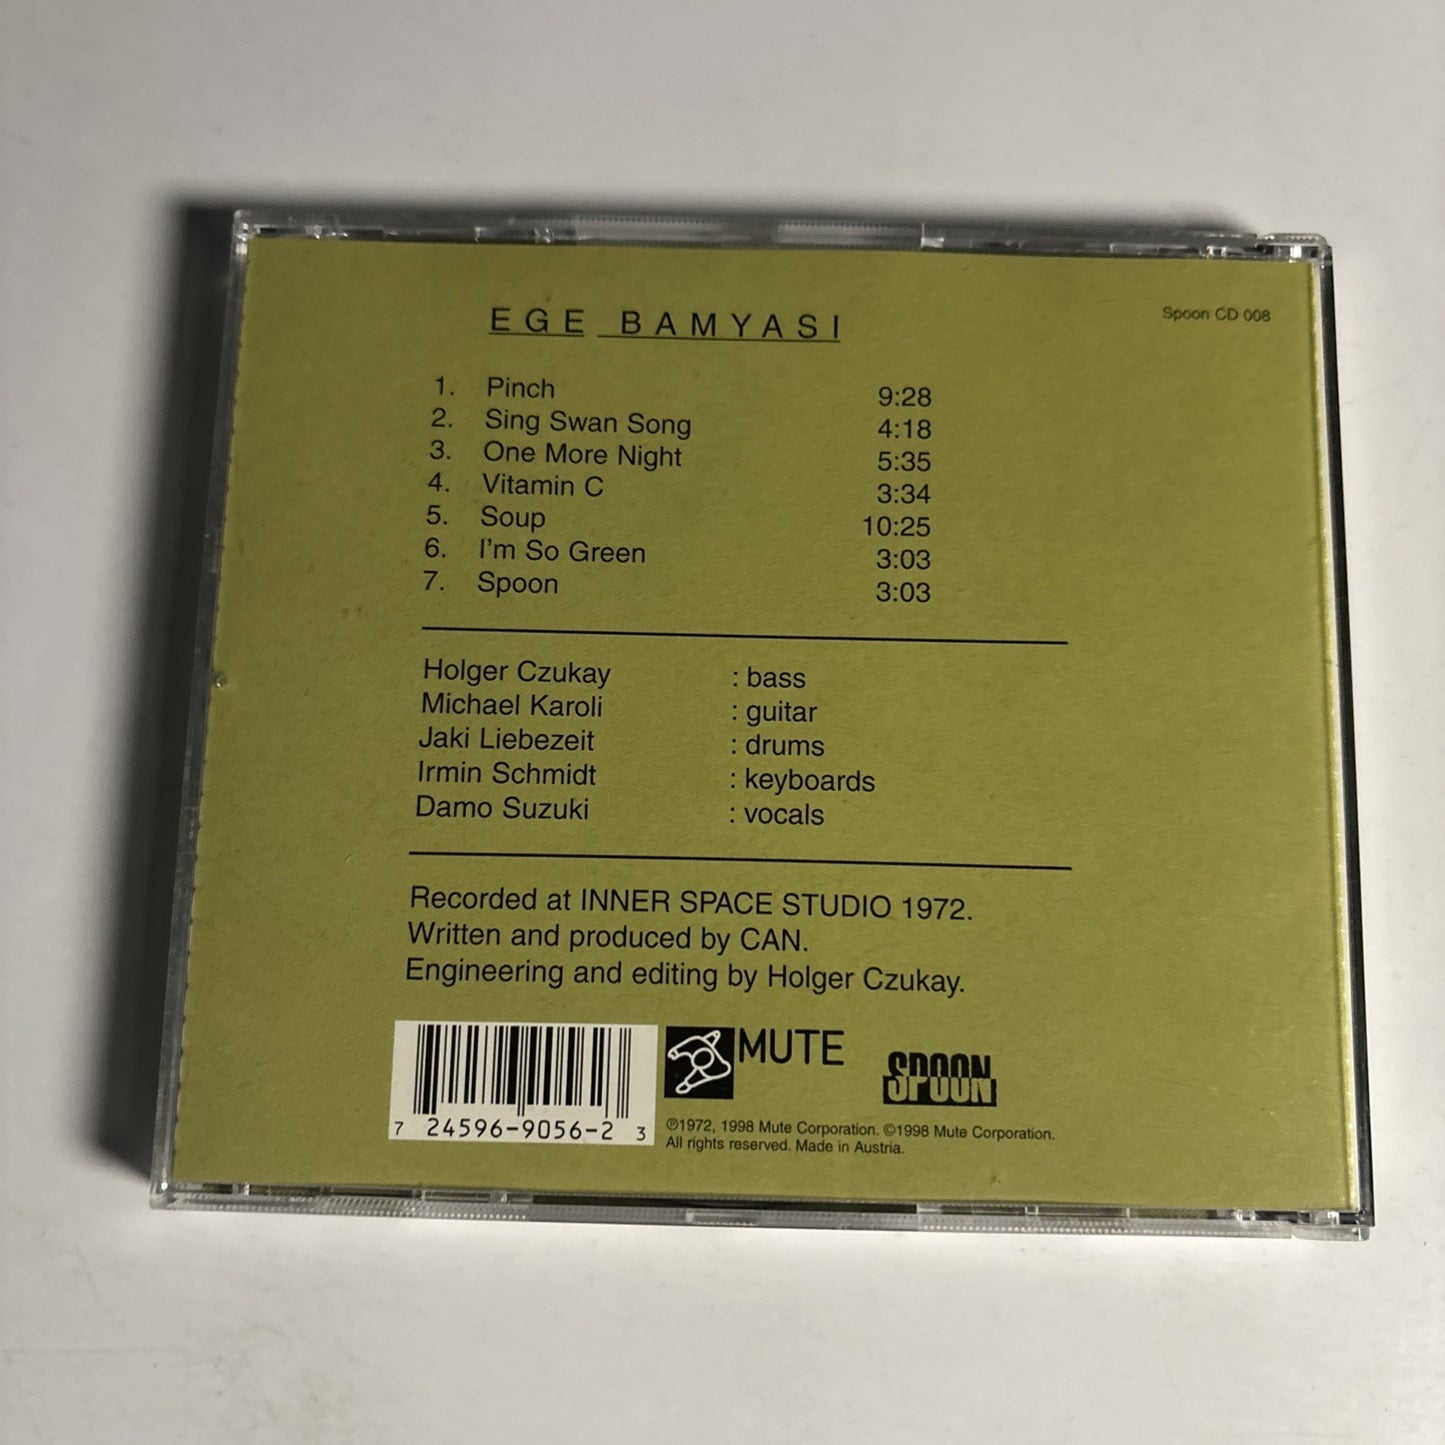 EGE BAMYASI
Spoon CD 008
1. Pinch 9:28
2. Sing Swan Song 4:18
3. One More Night 5:35
4. Vitamin C 3:34
5. Soup 10:25
6. I'm So Green 3:03
7. Spoon 3:03
Holger Czukay : bass
Michael Karoli : guitar
Jaki Liebezeit : drums
Irmin Schmidt : keyboards
Damo Suzuki : vocals
Recorded at INNER SPACE STUDIO 1972.
Written and produced by CAN.
Engineering and editing by Holger Czukay.
7 24596-9056-2 3
MUTE
SPOON
℗1972, 1998 Mute Corporation. ©1998 Mute Corporation.
All rights reserved. Made in Austria.